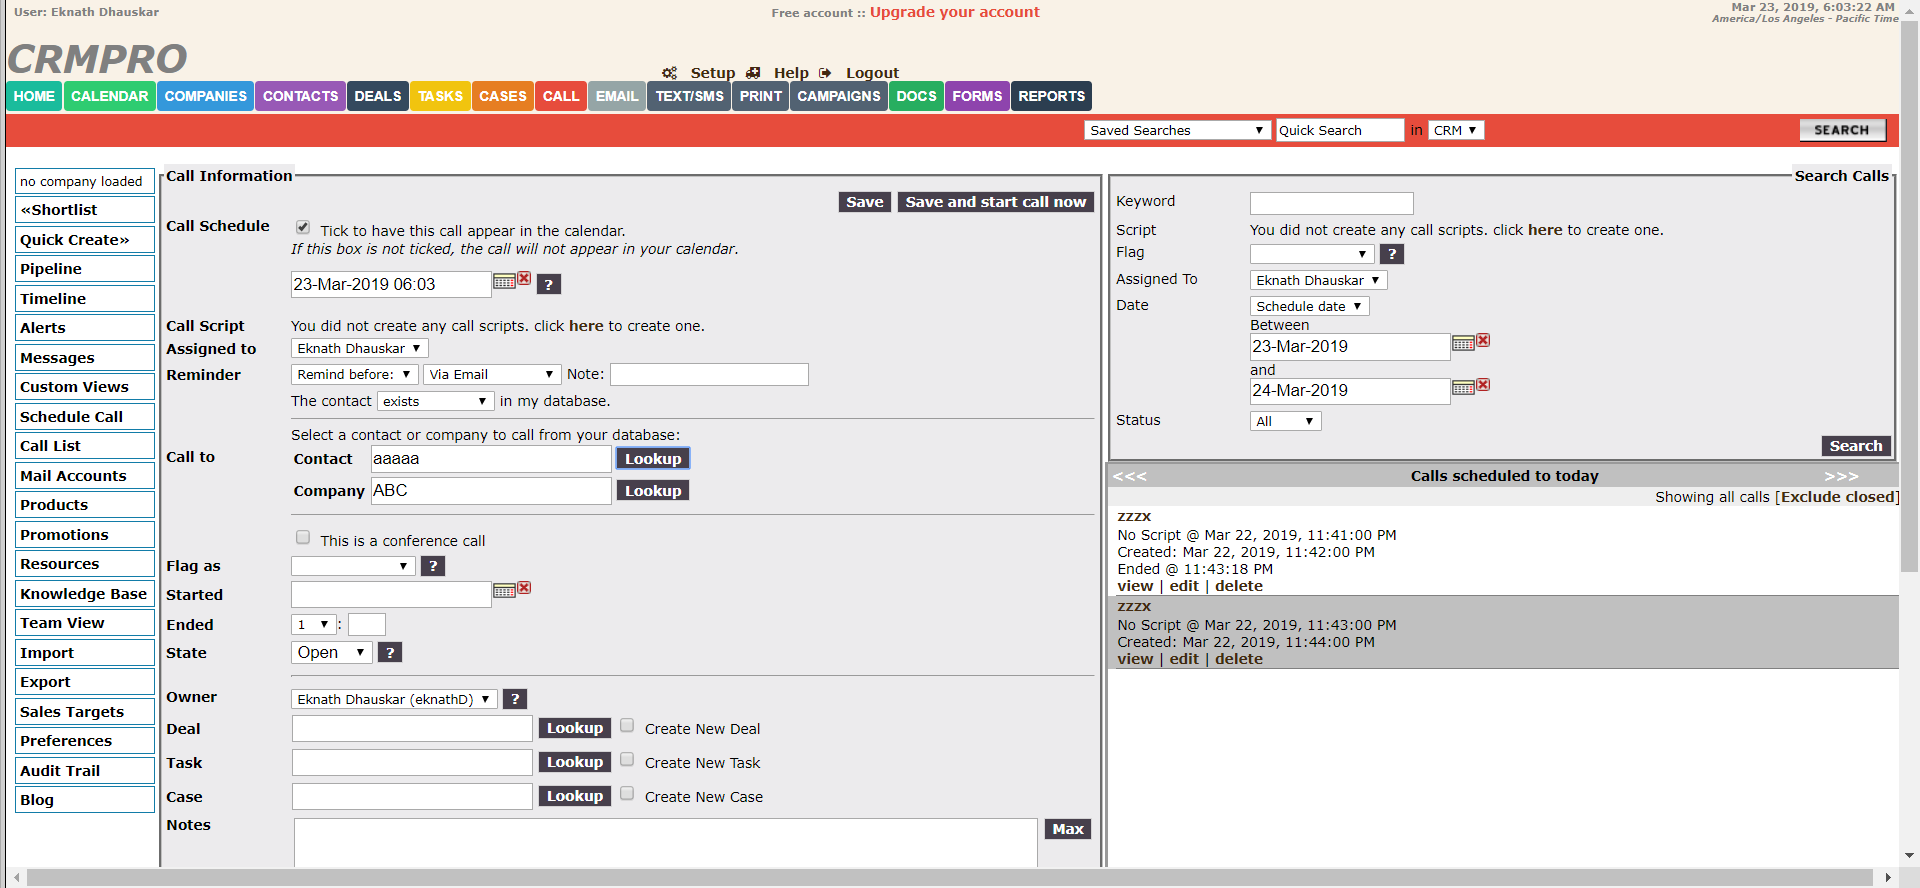 User: Eknath Dhauskar
Free account :: Upgrade your account
Mar 23, 2019, 6:03:22 AM
America/Los Angeles - Pacific Time
CRMPRO
Setup Help Logout
HOME CALENDAR COMPANIES CONTACTS DEALS TASKS CASES CALL EMAIL TEXT/SMS PRINT CAMPAIGNS DOCS FORMS REPORTS
Saved Searches Quick Search in CRM SEARCH
no company loaded
«Shortlist
Quick Create»
Pipeline
Timeline
Alerts
Messages
Custom Views
Schedule Call
Call List
Mail Accounts
Products
Promotions
Resources
Knowledge Base
Team View
Import
Export
Sales Targets
Preferences
Audit Trail
Blog
Call Information
Save Save and start call now
Call Schedule Tick to have this call appear in the calendar.
If this box is not ticked, the call will not appear in your calendar.
23-Mar-2019 06:03 ?
Call Script You did not create any call scripts. click here to create one.
Assigned to Eknath Dhauskar
Reminder Remind before: Via Email Note:
The contact exists in my database.
Select a contact or company to call from your database:
Call to Contact aaaaa Lookup
Company ABC Lookup
This is a conference call
Flag as ?
Started
Ended 1 :
State Open ?
Owner Eknath Dhauskar (eknathD) ?
Deal Lookup Create New Deal
Task Lookup Create New Task
Case Lookup Create New Case
Notes Max
Search Calls
Keyword
Script You did not create any call scripts. click here to create one.
Flag ?
Assigned To Eknath Dhauskar
Date Schedule date
Between
23-Mar-2019
and
24-Mar-2019
Status All
Search
<<< Calls scheduled to today >>>
Showing all calls [Exclude closed]
zzzx
No Script @ Mar 22, 2019, 11:41:00 PM
Created: Mar 22, 2019, 11:42:00 PM
Ended @ 11:43:18 PM
view | edit | delete
zzzx
No Script @ Mar 22, 2019, 11:43:00 PM
Created: Mar 22, 2019, 11:44:00 PM
view | edit | delete